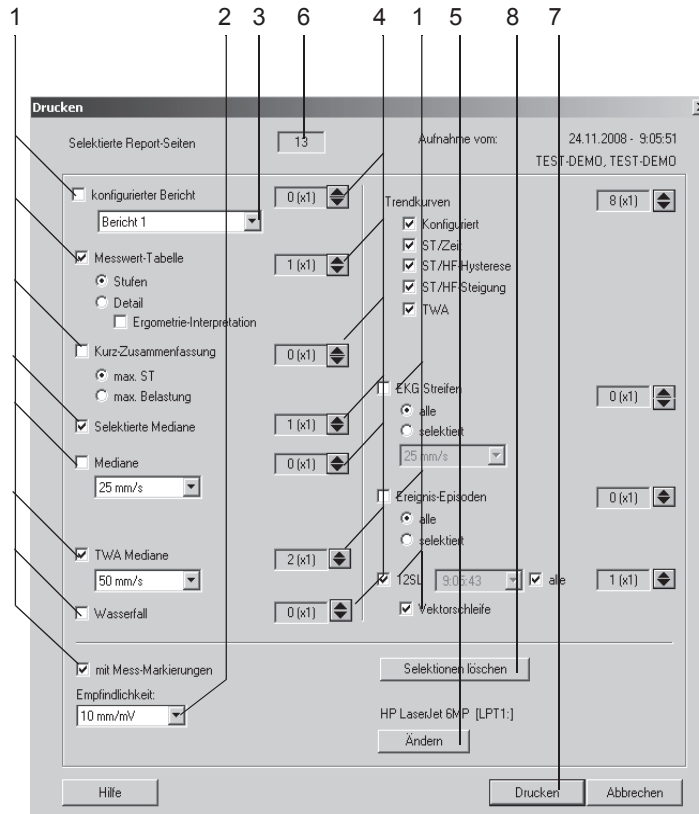 1 2 3 6 4 1 5 8 7
Drucken
Selektierte Report-Seiten 13
Aufnahme vom: 24.11.2008 - 9:05:51
TEST-DEMO, TEST-DEMO
konfigurierter Bericht 0 (x1)
Bericht 1
Messwert-Tabelle 1 (x1)
Stufen
Detail
Ergometrie-Interpretation
Kurz-Zusammenfassung 0 (x1)
max. ST
max. Belastung
Selektierte Mediane 1 (x1)
Mediane 0 (x1)
25 mm/s
TWA Mediane 2 (x1)
50 mm/s
Wasserfall 0 (x1)
mit Mess-Markierungen
Empfindlichkeit:
10 mm/mV
Trendkurven 8 (x1)
Konfiguriert
ST/Zeit
ST/HF-Hysterese
ST/HF-Steigung
TWA
EKG Streifen 0 (x1)
alle
selektiert
25 mm/s
Ereignis-Episoden 0 (x1)
alle
selektiert
12SL 9:05:43 alle 1 (x1)
Vektorschleife
Selektionen löschen
HP LaserJet 6MP [LPT1:]
Ändern
Hilfe
Drucken
Abbrechen